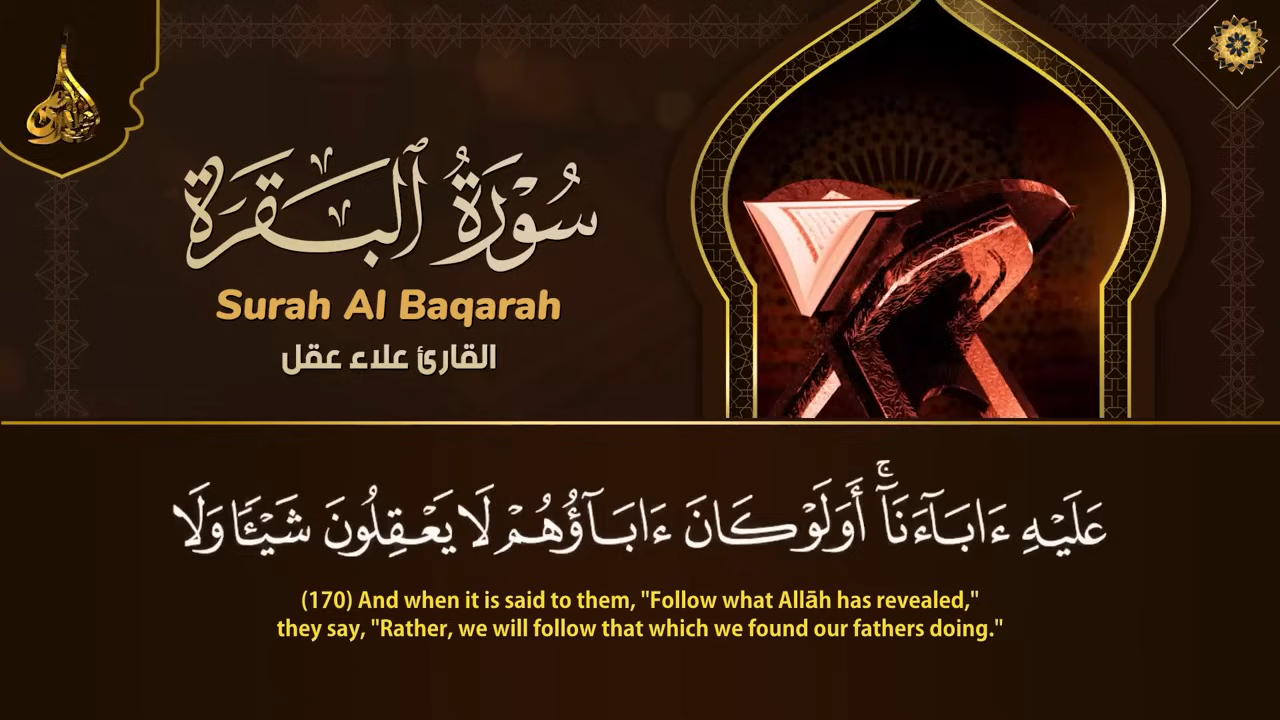 سُورَةُ ٱلْبَقَرَة
Surah Al Baqarah
القارئ علاء عقل
عَلَيْهِ ءَابَآءَنَآۚ أَوَلَوْ كَانَ ءَابَآؤُهُمْ لَا يَعْقِلُونَ شَيْـًٔا وَلَا
(170) And when it is said to them, "Follow what Allāh has revealed,"
they say, "Rather, we will follow that which we found our fathers doing."